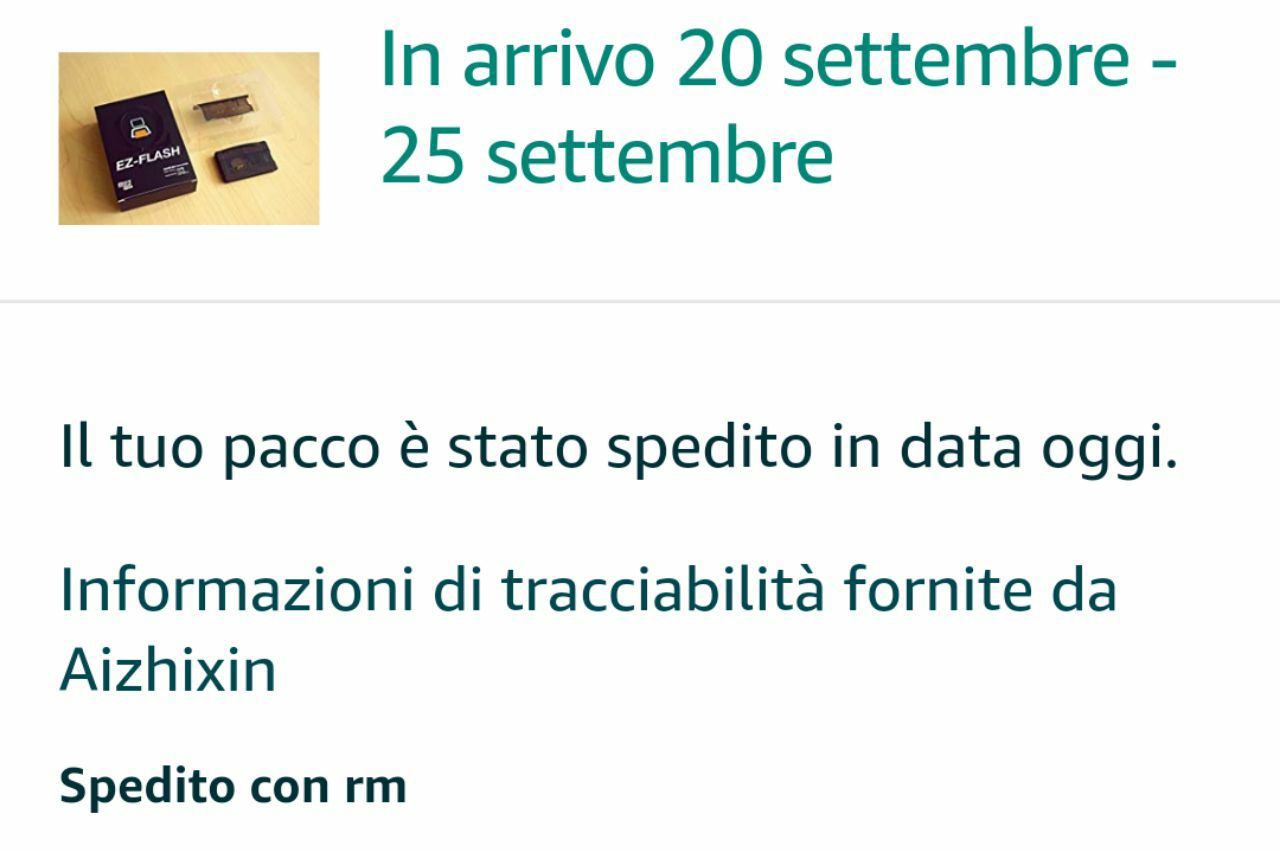 In arrivo 20 settembre -
25 settembre
EZ-FLASH
Il tuo pacco è stato spedito in data oggi.
Informazioni di tracciabilità fornite da
Aizhixin
Spedito con rm